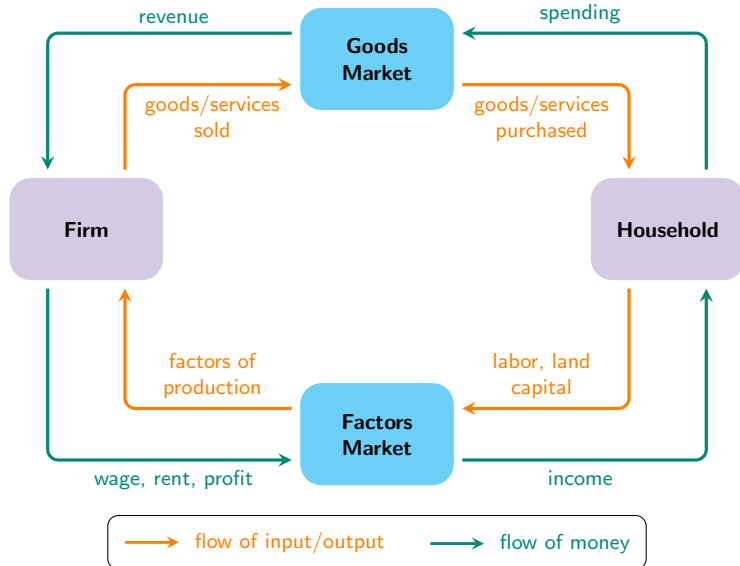 revenue
Goods
Market
spending
goods/services
sold
goods/services
purchased
Firm
Household
factors of
production
labor, land
capital
Factors
Market
wage, rent, profit
income
flow of input/output
flow of money